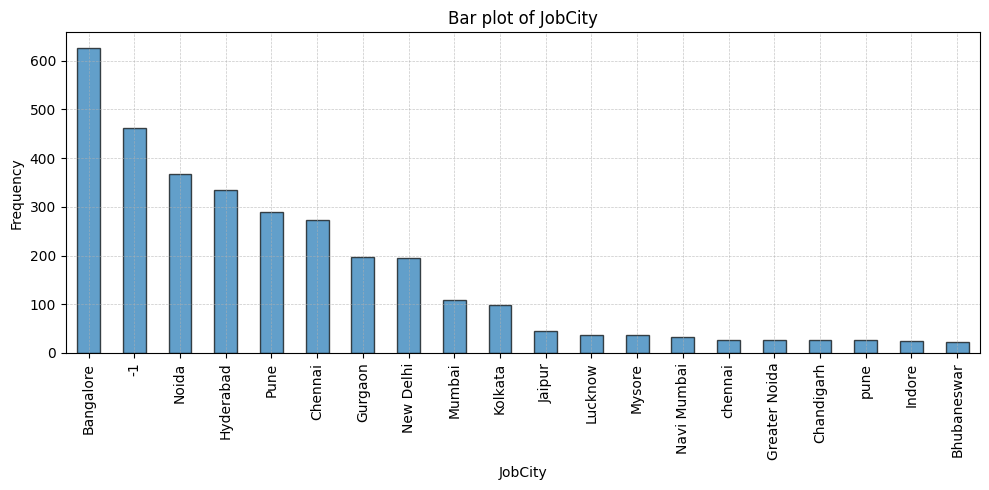 Bar plot of JobCity
Frequency
600
500
400
300
200
100
0
Bangalore
-1
Noida
Hyderabad
Pune
Chennai
Gurgaon
New Delhi
Mumbai
Kolkata
Jaipur
Lucknow
Mysore
Navi Mumbai
chennai
Greater Noida
Chandigarh
pune
Indore
Bhubaneswar
JobCity